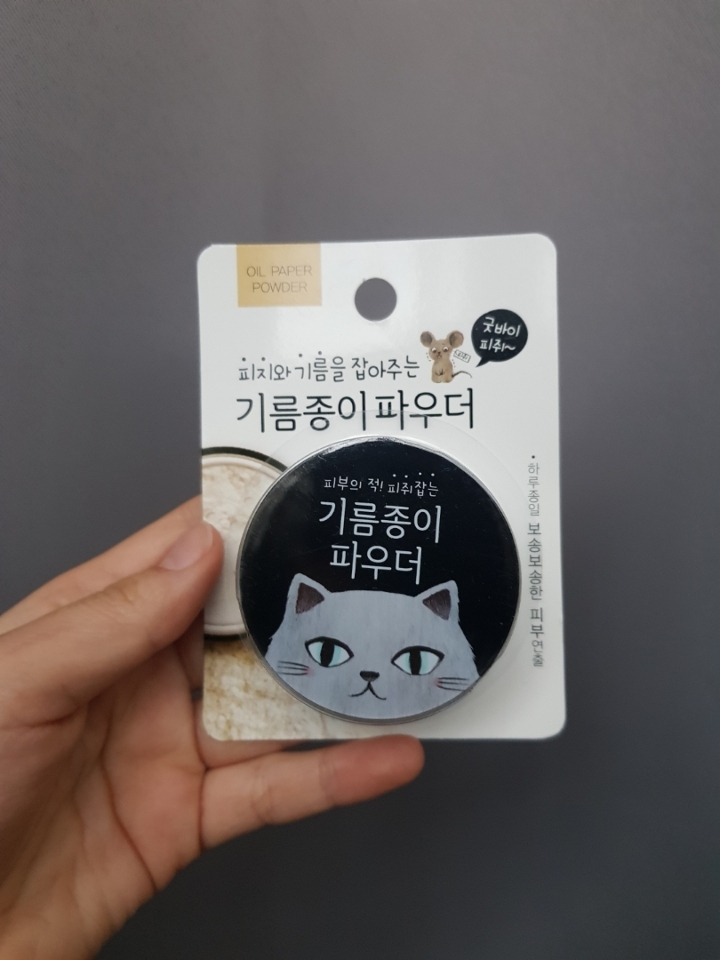 OIL PAPER
POWDER
굿바이
피쥐~
피지와 기름을 잡아주는
기름종이 파우더
피부의 적! 피쥐잡는
기름종이
파우더
하루종일 보송보송한 피부연출